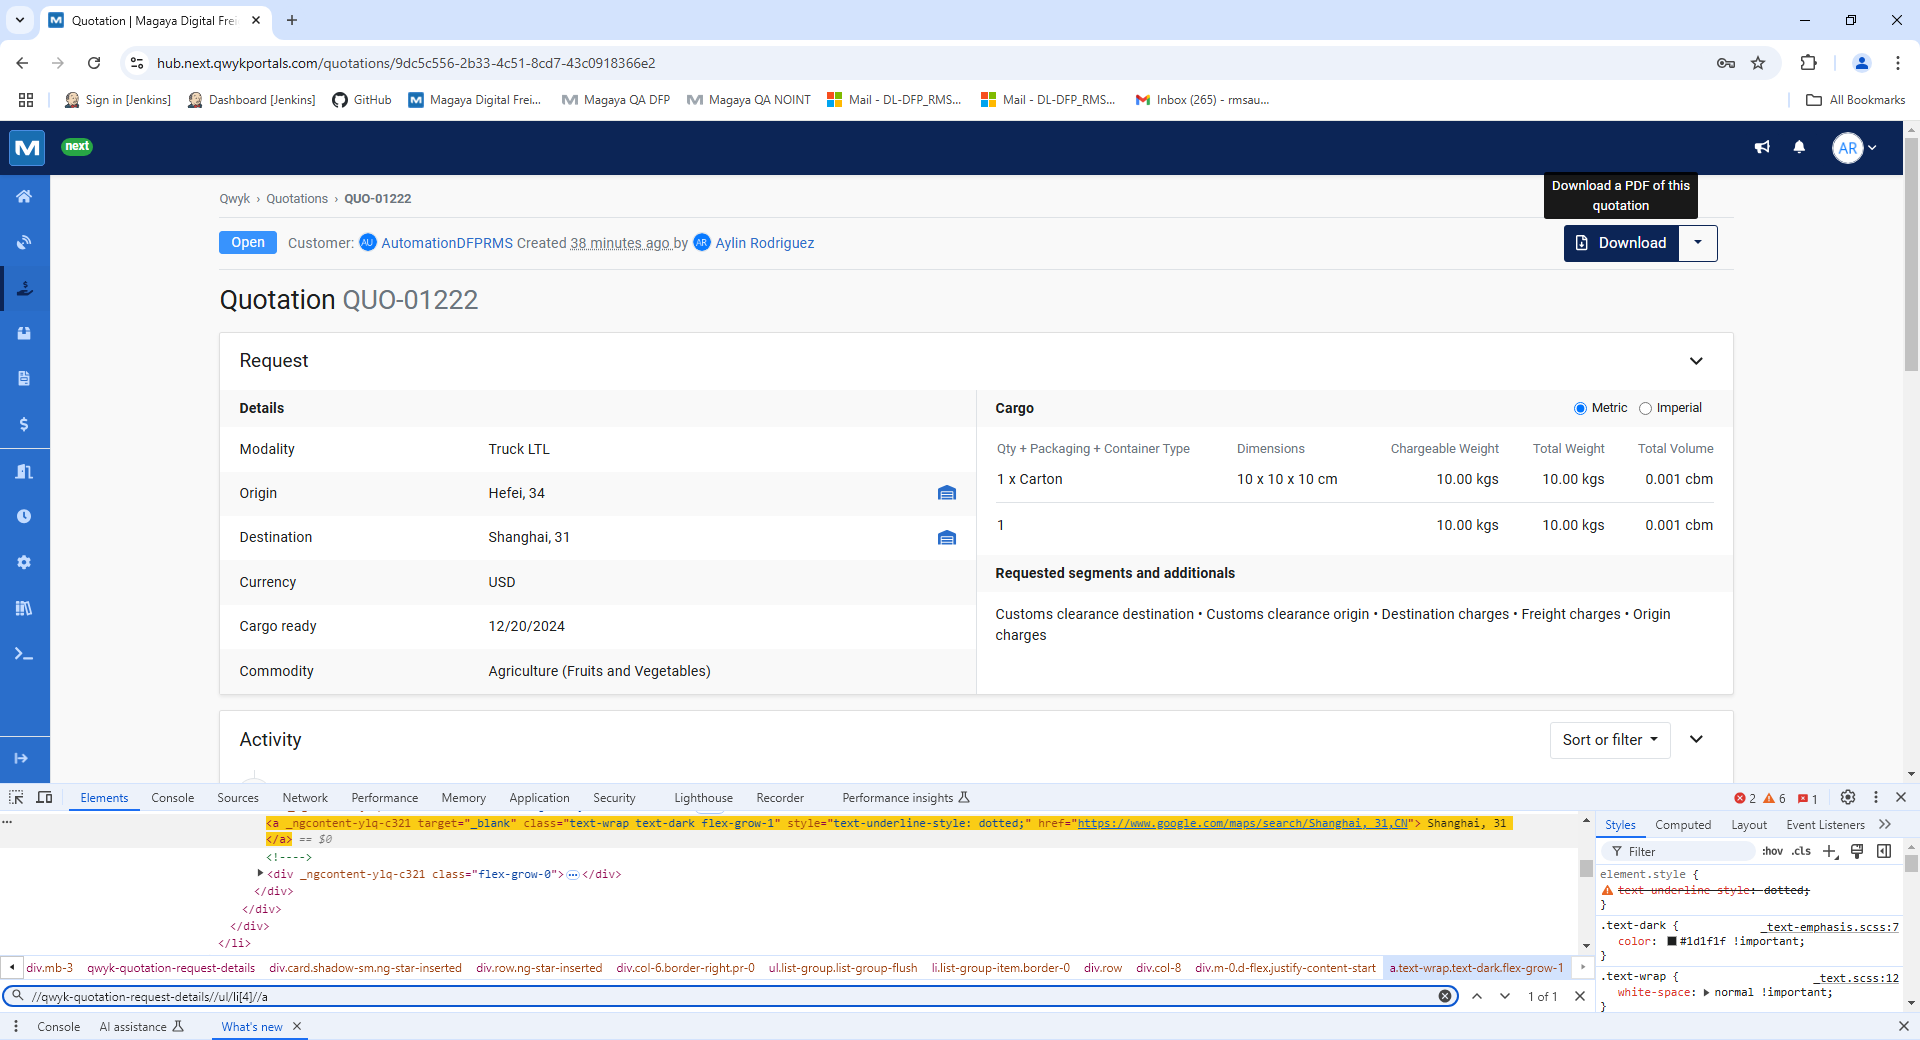 Quotation | Magaya Digital Frei
hub.next.qwykportals.com/quotations/9dc5c556-2b33-4c51-8cd7-43c0918366e2
Sign in [Jenkins]
Dashboard [Jenkins]
GitHub
Magaya Digital Frei...
Magaya QA DFP
Magaya QA NOINT
Mail - DL-DFP_RMS...
Mail - DL-DFP_RMS...
Inbox (265) - rmsau...
All Bookmarks
next
AR
Qwyk › Quotations › QUO-01222
Download a PDF of this
quotation
Open Customer: AU AutomationDFPRMS Created 38 minutes ago by AR Aylin Rodriguez
Download
Quotation QUO-01222
Request
Details
Modality Truck LTL
Origin Hefei, 34
Destination Shanghai, 31
Currency USD
Cargo ready 12/20/2024
Commodity Agriculture (Fruits and Vegetables)
Cargo Metric Imperial
Qty + Packaging + Container Type Dimensions Chargeable Weight Total Weight Total Volume
1 x Carton 10 x 10 x 10 cm 10.00 kgs 10.00 kgs 0.001 cbm
1 10.00 kgs 10.00 kgs 0.001 cbm
Requested segments and additionals
Customs clearance destination • Customs clearance origin • Destination charges • Freight charges • Origin
charges
Activity
Sort or filter
Elements Console Sources Network Performance Memory Application Security Lighthouse Recorder Performance insights 2 6 1
<a _ngcontent-ylq-c321 target="_blank" class="text-wrap text-dark flex-grow-1" style="text-underline-style: dotted;" href="https://www.google.com/maps/search/Shanghai, 31,CN"> Shanghai, 31
</a> == $0
<!---->
<div _ngcontent-ylq-c321 class="flex-grow-0">…</div>
</div>
</div>
</div>
</li>
div.mb-3 qwyk-quotation-request-details div.card.shadow-sm.ng-star-inserted div.row.ng-star-inserted div.col-6.border-right.pr-0 ul.list-group.list-group-flush li.list-group-item.border-0 div.row div.col-8 div.m-0.d-flex.justify-content-start a.text-wrap.text-dark.flex-grow-1
//qwyk-quotation-request-details//ul/li[4]//a
1 of 1
Styles Computed Layout Event Listeners
Filter :hov .cls
element.style {
text-underline-style: dotted;
}
.text-dark { _text-emphasis.scss:7
color: #1d1f1f !important;
}
.text-wrap { _text.scss:12
white-space: normal !important;
}
Console AI assistance What's new